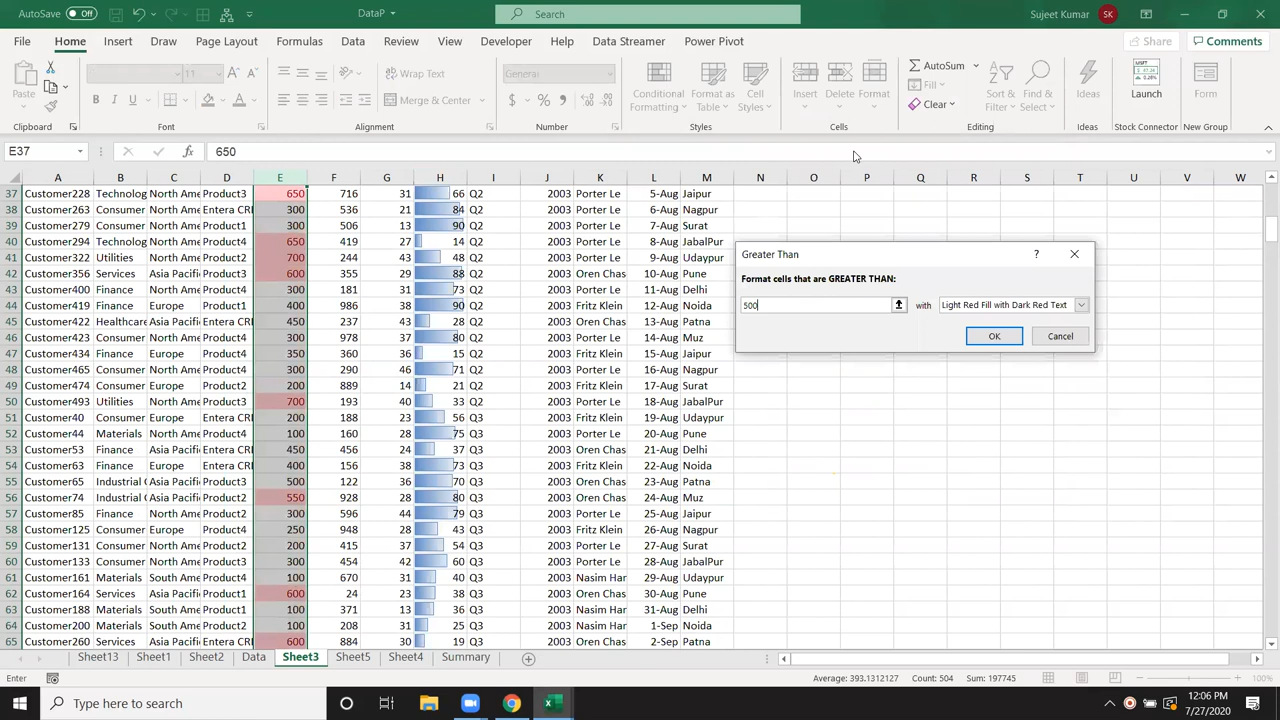 AutoSave Off DataP Search Sujeet Kumar SK
File Home Insert Draw Page Layout Formulas Data Review View Developer Help Data Streamer Power Pivot Share Comments
Paste 11 Wrap Text General Conditional Formatting Format as Table Cell Styles Insert Delete Format AutoSum Fill Clear Sort & Filter Find & Select Ideas Launch Form
B I U Merge & Center $ %
Clipboard Font Alignment Number Styles Cells Editing Ideas Stock Connector New Group
E37 fx 650
A B C D E F G H I J K L M N O P Q R S T U V W
37 Customer228 Technolog North Ame Product3 650 716 31 66 Q2 2003 Porter Le 5-Aug Jaipur
38 Customer263 Consumer North Ame Entera CRI 300 536 21 84 Q2 2003 Porter Le 6-Aug Nagpur
39 Customer279 Consumer North Ame Product1 300 506 13 90 Q2 2003 Porter Le 7-Aug Surat
40 Customer294 Technolog North Ame Product4 650 419 27 14 Q2 2003 Porter Le 8-Aug JabalPur
41 Customer322 Utilities North Ame Product2 700 244 43 48 Q2 2003 Porter Le 9-Aug Udaypur
42 Customer356 Services Asia Pacifi Product3 600 355 29 88 Q2 2003 Oren Chas 10-Aug Pune
43 Customer400 Finance Europe Entera CRI 300 181 31 73 Q2 2003 Porter Le 11-Aug Delhi
44 Customer419 Finance Europe Product1 400 986 38 90 Q2 2003 Fritz Klein 12-Aug Noida
45 Customer422 Healthcare Asia Pacifi Entera CRI 450 237 43 28 Q2 2003 Oren Chas 13-Aug Patna
46 Customer423 Consumer North Ame Product4 300 978 37 80 Q2 2003 Porter Le 14-Aug Muz
47 Customer434 Finance Europe Product3 350 360 36 15 Q2 2003 Fritz Klein 15-Aug Jaipur
48 Customer465 Consumer North Ame Product4 300 290 46 71 Q2 2003 Porter Le 16-Aug Nagpur
49 Customer474 Consumer Europe Product2 200 889 14 21 Q2 2003 Fritz Klein 17-Aug Surat
50 Customer493 Utilities North Ame Product3 700 193 40 33 Q2 2003 Porter Le 18-Aug JabalPur
51 Customer40 Consumer Europe Entera CRI 200 188 23 56 Q3 2003 Fritz Klein 19-Aug Udaypur
52 Customer44 Materials North Ame Product4 100 160 28 75 Q3 2003 Porter Le 20-Aug Pune
53 Customer53 Finance Asia Pacifi Product4 450 456 24 37 Q3 2003 Oren Chas 21-Aug Delhi
54 Customer63 Finance Europe Entera CRI 400 156 38 73 Q3 2003 Fritz Klein 22-Aug Noida
55 Customer65 Industrial Asia Pacifi Product3 500 122 36 70 Q3 2003 Oren Chas 23-Aug Patna
56 Customer74 Industrial Asia Pacifi Product2 550 928 28 80 Q3 2003 Oren Chas 24-Aug Muz
57 Customer85 Finance North Ame Product2 300 596 44 79 Q3 2003 Porter Le 25-Aug Jaipur
58 Customer125 Consumer Europe Product4 250 948 28 43 Q3 2003 Fritz Klein 26-Aug Nagpur
59 Customer131 Consumer North Ame Product2 200 415 37 54 Q3 2003 Porter Le 27-Aug Surat
60 Customer133 Consumer North Ame Product2 300 454 42 60 Q3 2003 Porter Le 28-Aug JabalPur
61 Customer161 Materials South Ame Product4 100 670 31 40 Q3 2003 Nasim Har 29-Aug Udaypur
62 Customer164 Services Asia Pacifi Product1 600 24 23 38 Q3 2003 Oren Chas 30-Aug Pune
63 Customer188 Materials South Ame Product1 100 371 13 36 Q3 2003 Nasim Har 31-Aug Delhi
64 Customer200 Materials South Ame Product2 100 208 31 25 Q3 2003 Nasim Har 1-Sep Noida
65 Customer260 Services Asia Pacifi Product1 600 884 30 19 Q3 2003 Oren Chas 2-Sep Patna
Greater Than ?
Format cells that are GREATER THAN:
500 with Light Red Fill with Dark Red Text
OK Cancel
Sheet13 Sheet1 Sheet2 Data Sheet3 Sheet5 Sheet4 Summary
Enter Average: 393.1312127 Count: 504 Sum: 197745 100%
Type here to search 12:06 PM
7/27/2020